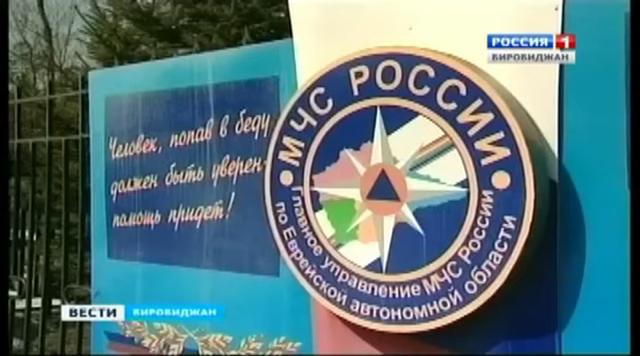 РОССИЯ 1
БИРОБИДЖАН
МЧС РОССИИ
Человек, попав в беду
должен быть уверен-
помощь придет!
Главное управление МЧС России
по Еврейской автономной области
ВЕСТИ БИРОБИДЖАН